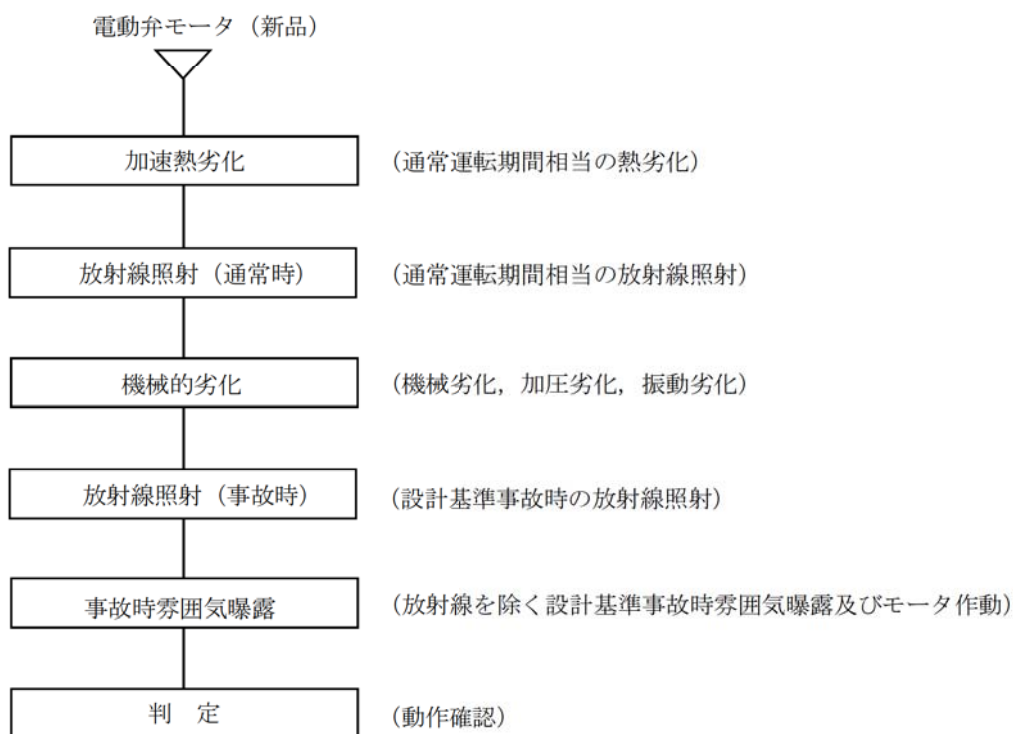 電動弁モータ（新品）
加速熱劣化 （通常運転期間相当の熱劣化）
放射線照射（通常時） （通常運転期間相当の放射線照射）
機械的劣化 （機械劣化，加圧劣化，振動劣化）
放射線照射（事故時） （設計基準事故時の放射線照射）
事故時雰囲気曝露 （放射線を除く設計基準事故時雰囲気曝露及びモータ作動）
判　定 （動作確認）